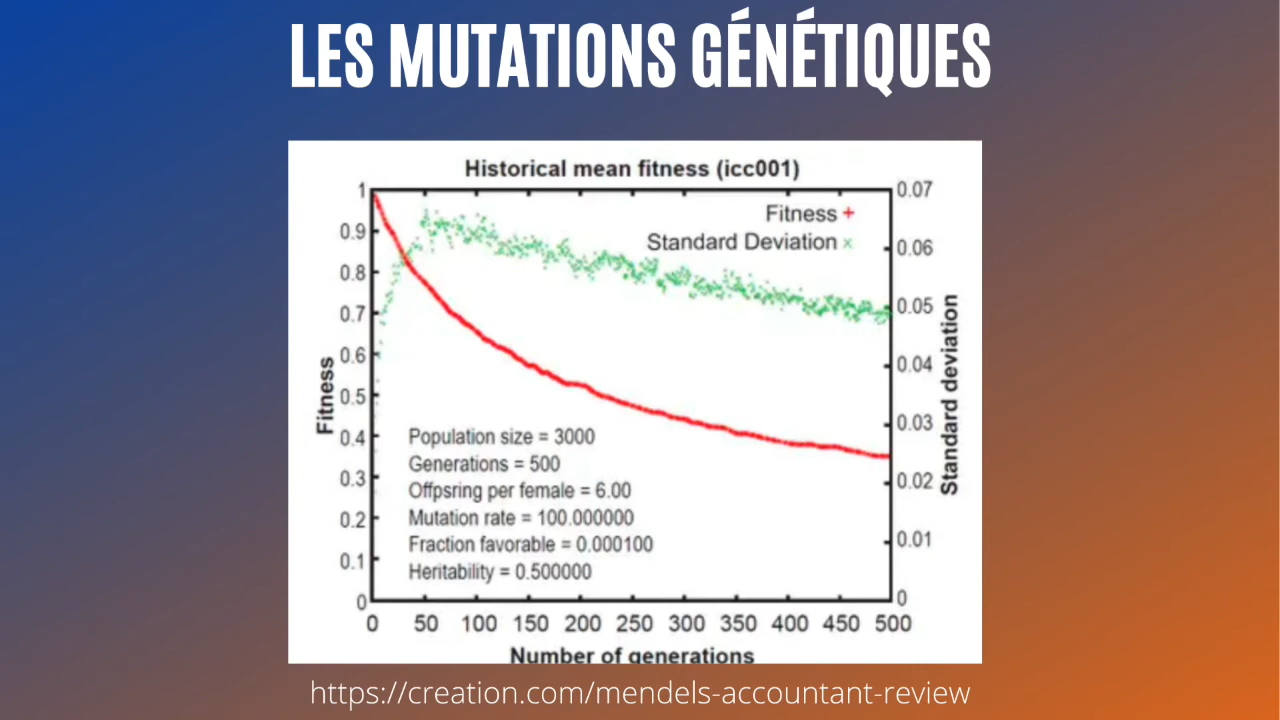 LES MUTATIONS GÉNÉTIQUES
Historical mean fitness (icc001)
1
0.9
0.8
0.7
0.6
0.5
0.4
0.3
0.2
0.1
0
Fitness
Fitness +
Standard Deviation ×
Population size = 3000
Generations = 500
Offpsring per female = 6.00
Mutation rate = 100.000000
Fraction favorable = 0.000100
Heritability = 0.500000
0.07
0.06
0.05
0.04
0.03
0.02
0.01
0
Standard deviation
0 50 100 150 200 250 300 350 400 450 500
Number of generations
https://creation.com/mendels-accountant-review